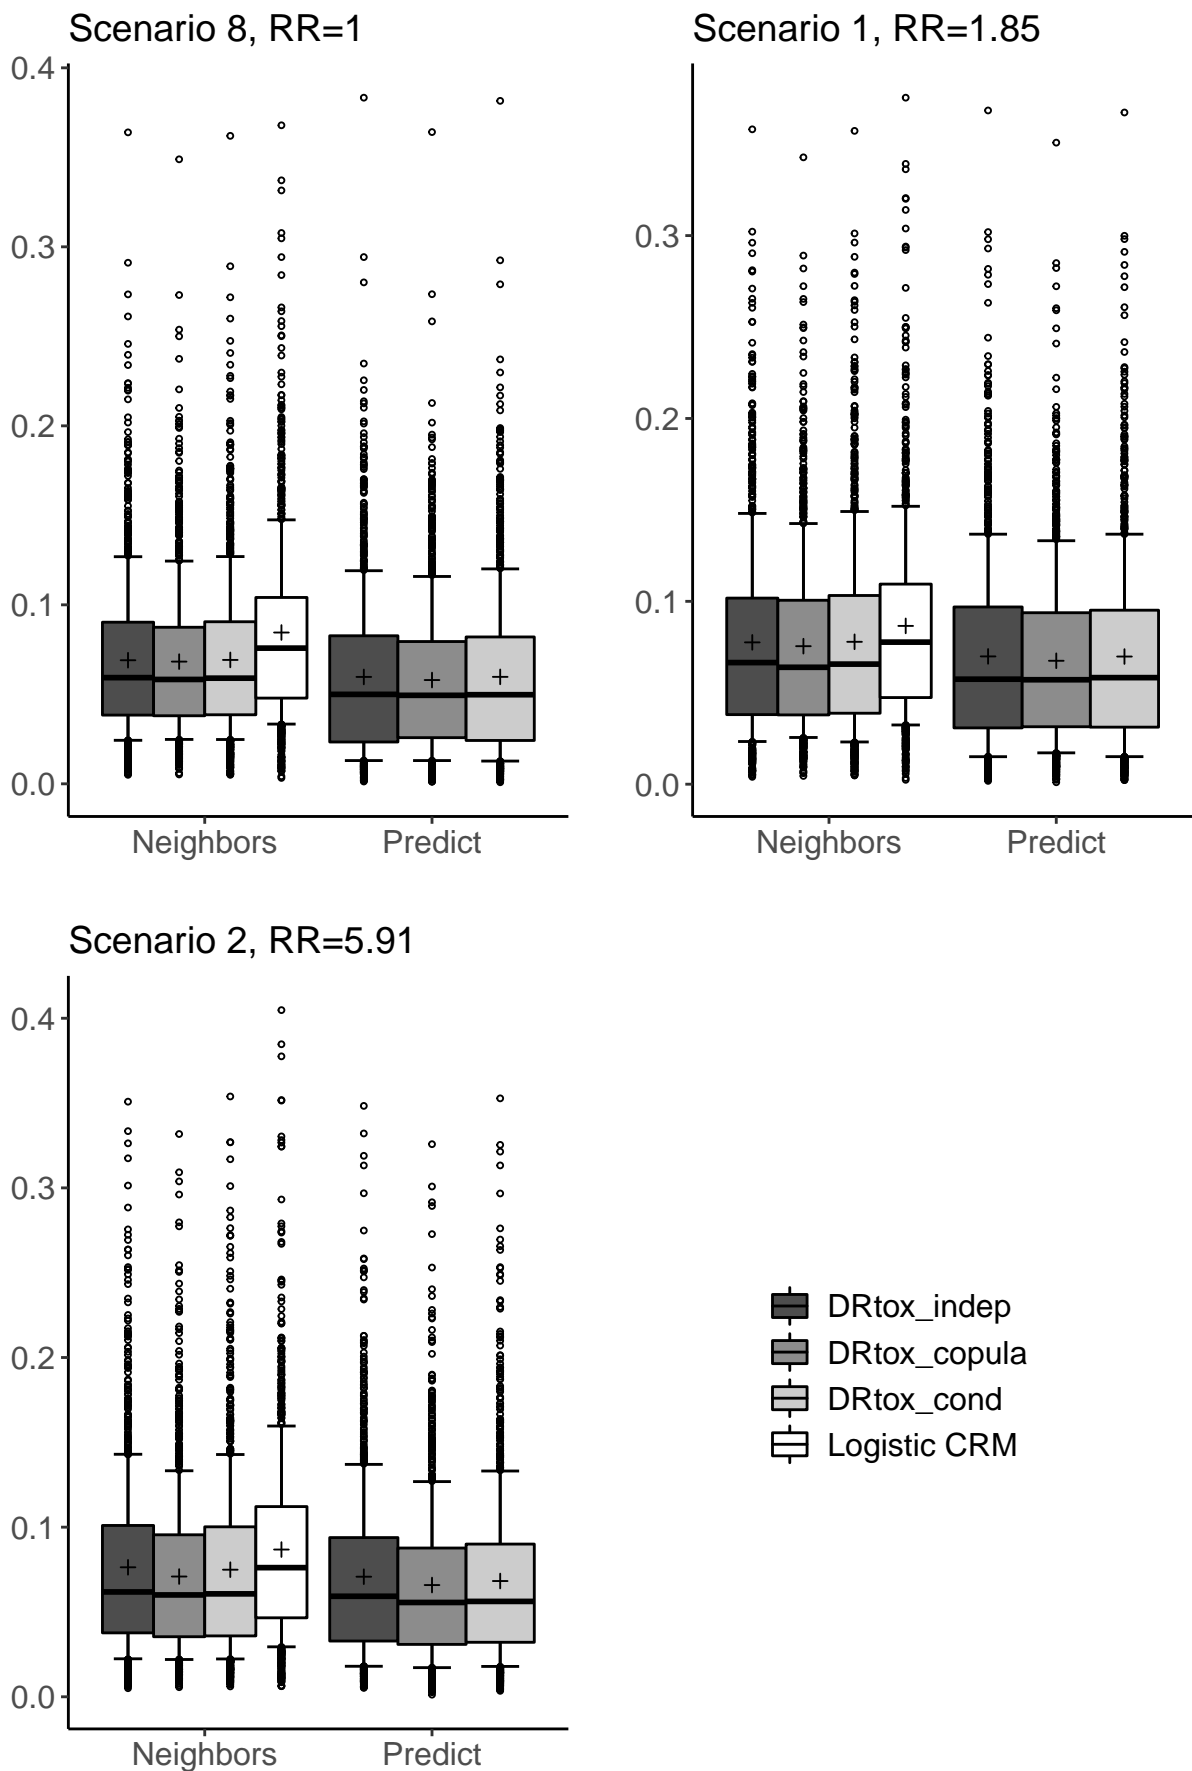 Scenario 8, RR=1
0.4
0.3
0.2
0.1
0.0
Neighbors
Predict
Scenario 1, RR=1.85
0.3
0.2
0.1
0.0
Neighbors
Predict
Scenario 2, RR=5.91
0.4
0.3
0.2
0.1
0.0
Neighbors
Predict
DRtox_indep
DRtox_copula
DRtox_cond
Logistic CRM